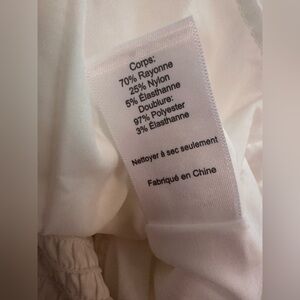 Corps:
70% Rayonne
25% Nylon
5% Élasthanne
Doublure:
97% Polyester
3% Élasthanne
Nettoyer à sec seulement
Fabriqué en Chine